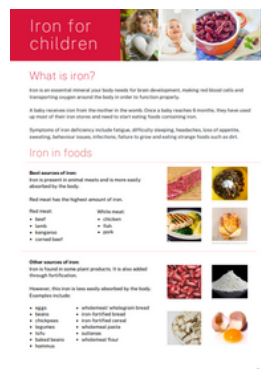 Iron for
children
What is iron?
Iron is an essential mineral your body needs for brain development, making red blood cells and
transporting oxygen around the body in order to function properly.
A baby receives iron from the mother in the womb. Once a baby reaches 6 months, they have used
up most of their iron stores and need to start eating foods containing iron.
Symptoms of iron deficiency include fatigue, difficulty sleeping, headaches, loss of appetite,
sweating, behaviour issues, infections, failure to grow and eating strange foods such as dirt.
Iron in foods
Best sources of iron:
Iron is present in animal meats and is more easily
absorbed by the body.
Red meat has the highest amount of iron.
Red meat:
• beef
• lamb
• kangaroo
• corned beef
White meat:
• chicken
• fish
• pork
Other sources of iron:
Iron is found in some plant products. It is also added
through fortification.
However, this iron is less easily absorbed by the body.
Examples include:
• eggs
• beans
• chickpeas
• legumes
• tofu
• baked beans
• hommus
• wholemeal/ wholegrain bread
• iron-fortified bread
• iron-fortified cereal
• wholemeal pasta
• sultanas
• wholemeal flour